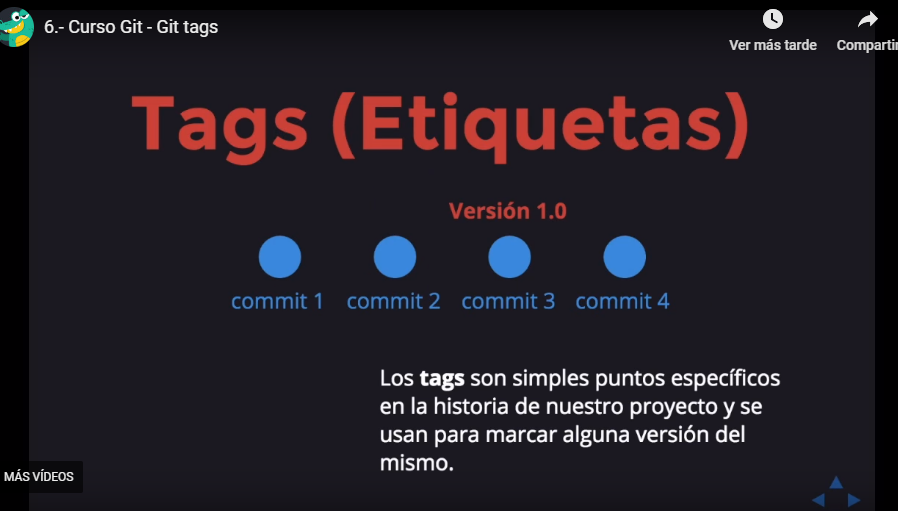 6.- Curso Git - Git tags
Ver más tarde
Compartir
Tags (Etiquetas)
Versión 1.0
commit 1
commit 2
commit 3
commit 4
Los tags son simples puntos específicos
en la historia de nuestro proyecto y se
usan para marcar alguna versión del
mismo.
MÁS VÍDEOS